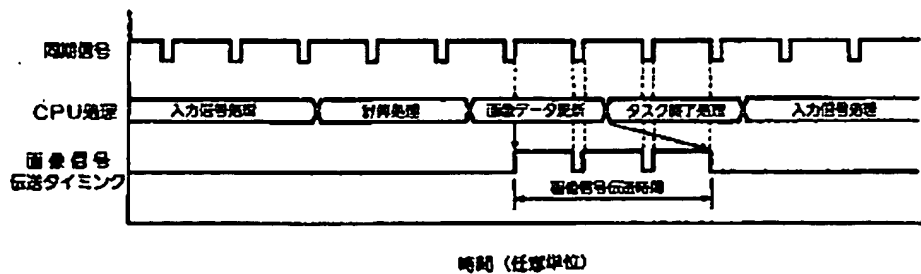 同期信号
CPU処理
入力信号処理
計算処理
画像データ更新
タスク終了処理
入力信号処理
画像信号
伝送タイミング
画像信号伝送時間
時間（任意単位）